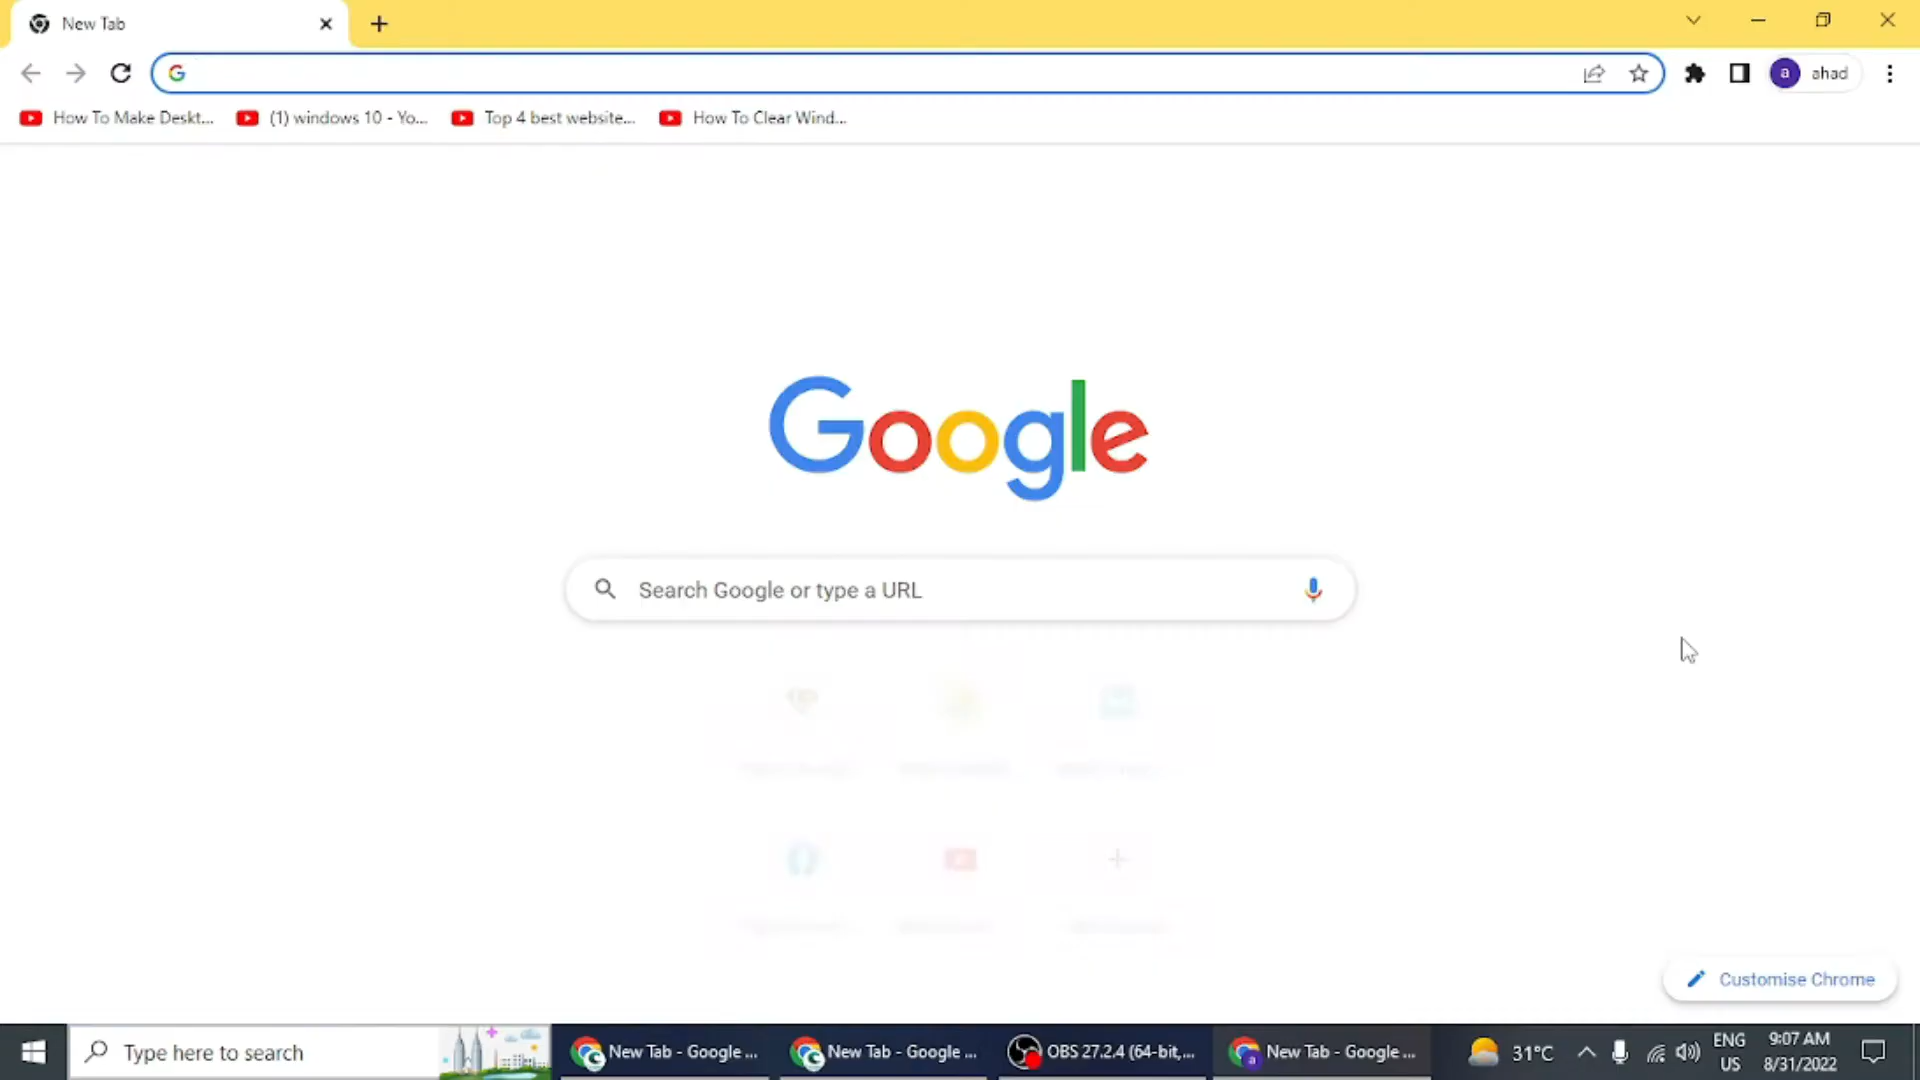 New Tab
a ahad
How To Make Deskt...
(1) windows 10 - Yo...
Top 4 best website...
How To Clear Wind...
Google
Search Google or type a URL
Customise Chrome
Type here to search
New Tab - Google ...
New Tab - Google ...
OBS 27.2.4 (64-bit,...
New Tab - Google ...
31°C
ENG
US
9:07 AM
8/31/2022